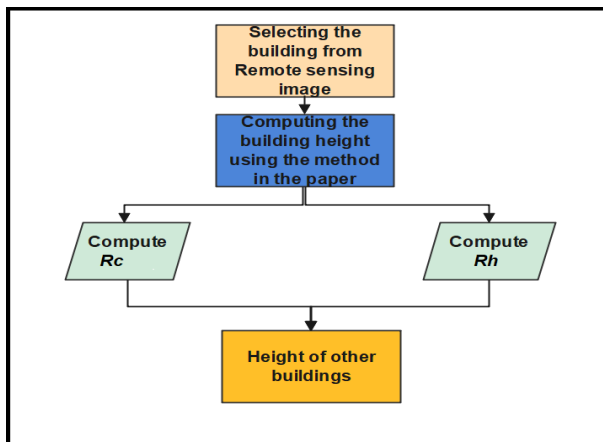 Selecting the
building from
Remote sensing
image
Computing the
building height
using the method
in the paper
Compute
Rc
Compute
Rh
Height of other
buildings